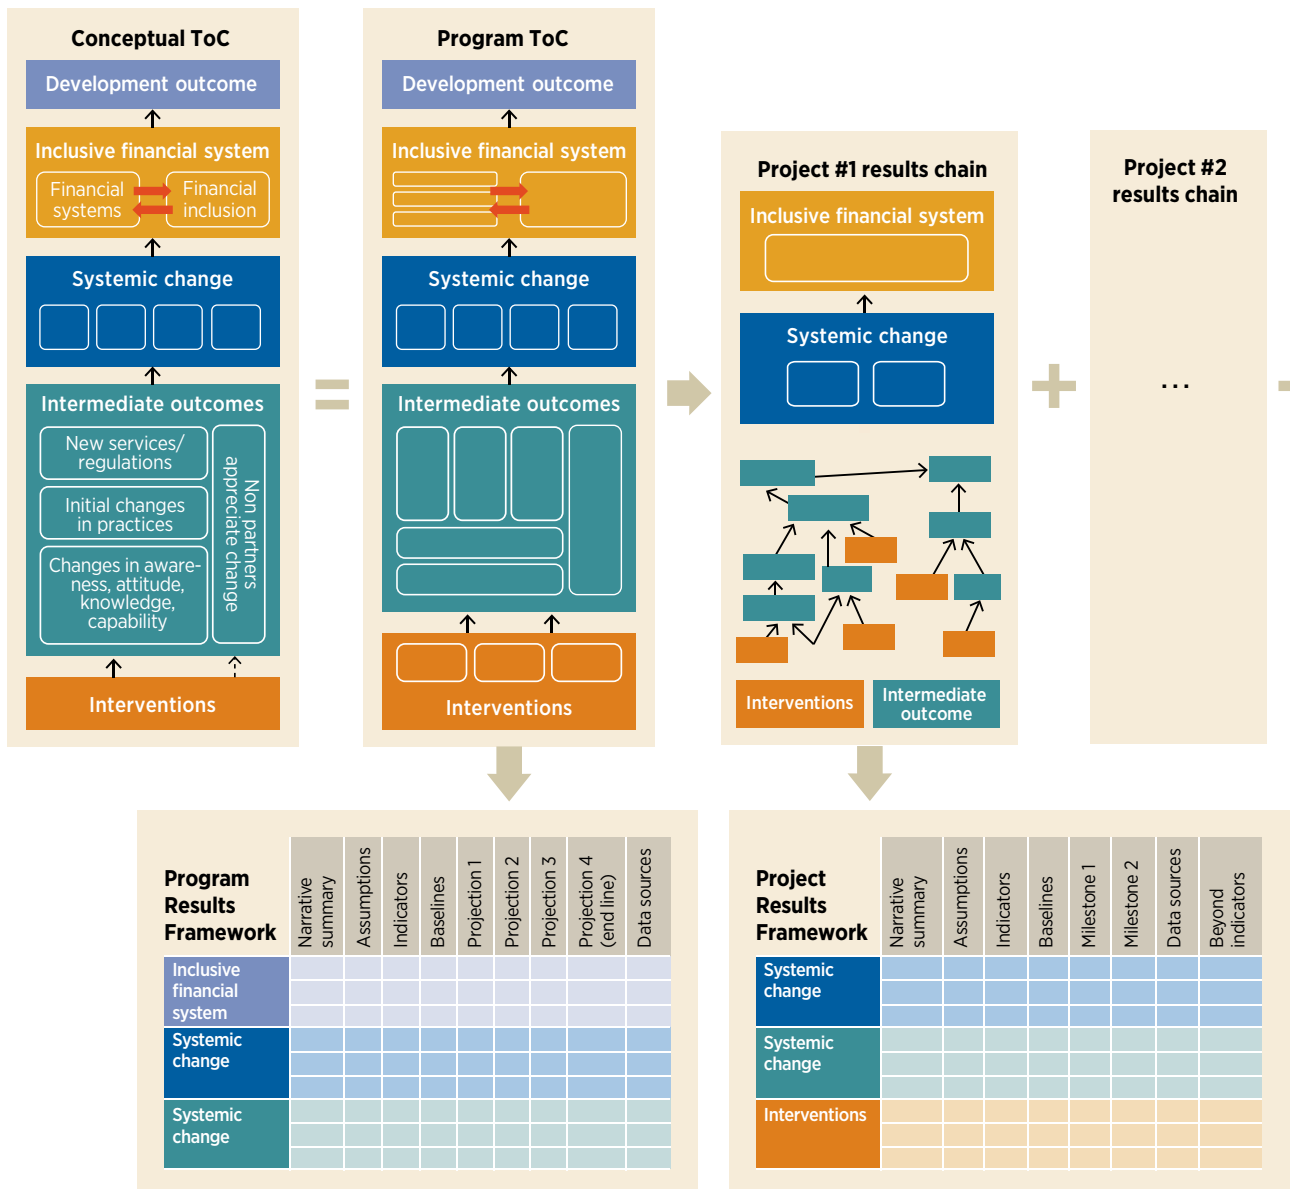 Conceptual ToC
Development outcome
Inclusive financial system
Financial
systems
Financial
inclusion
Systemic change
Intermediate outcomes
New services/
regulations
Initial changes
in practices
Changes in aware-
ness, attitude,
knowledge,
capability
Non partners
appreciate change
Interventions
=
Program ToC
Development outcome
Inclusive financial system
Systemic change
Intermediate outcomes
Interventions
Project #1 results chain
Inclusive financial system
Systemic change
Interventions
Intermediate
outcome
+
Project #2
results chain
...
Program
Results
Framework
Narrative
summary
Assumptions
Indicators
Baselines
Projection 1
Projection 2
Projection 3
Projection 4
(end line)
Data sources
Inclusive
financial
system
Systemic
change
Systemic
change
Project
Results
Framework
Narrative
summary
Assumptions
Indicators
Baselines
Milestone 1
Milestone 2
Data sources
Beyond
indicators
Systemic
change
Systemic
change
Interventions